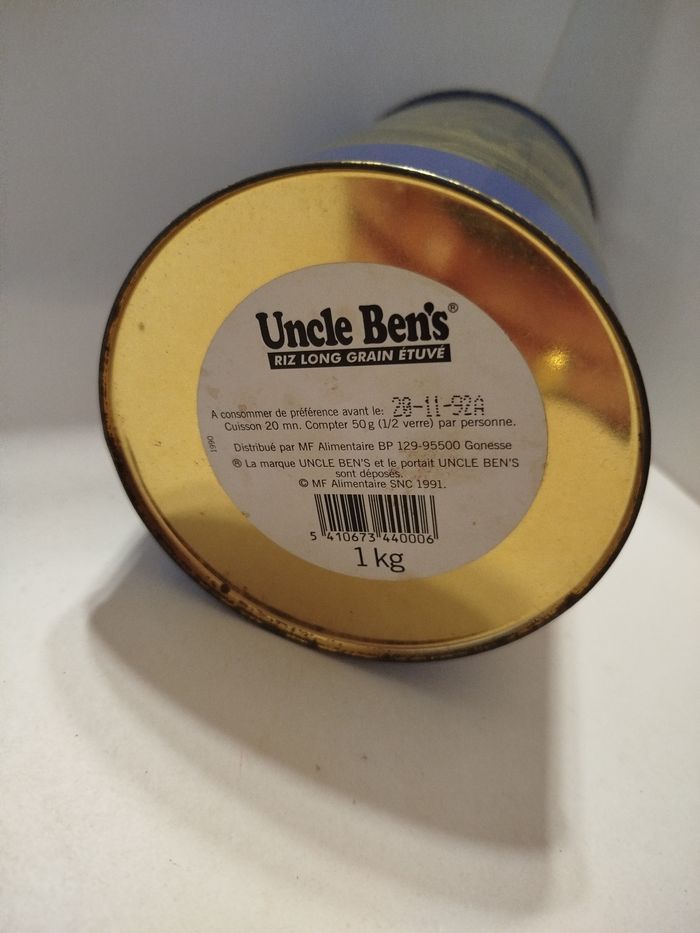 Uncle Ben's®
RIZ LONG GRAIN ÉTUVÉ
A consommer de préférence avant le: 20-11-92A
Cuisson 20 mn. Compter 50 g (1/2 verre) par personne.
Distribué par MF Alimentaire BP 129-95500 Gonesse
® La marque UNCLE BEN'S et le portait UNCLE BEN'S
sont déposés.
© MF Alimentaire SNC 1991.
5 410673 440006
1 kg
0661